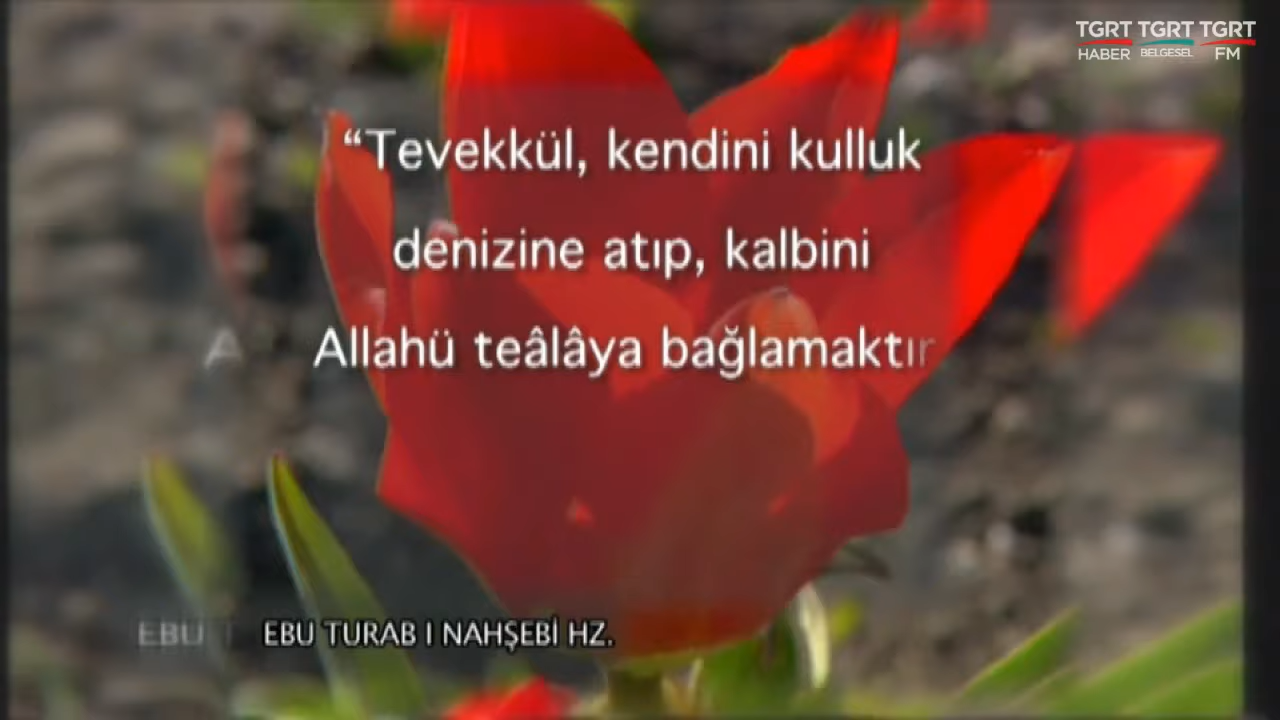 TGRT TGRT TGRT
HABER BELGESEL FM
“Tevekkül, kendini kulluk
denizine atıp, kalbini
Allahü teâlâya bağlamaktır
EBU TURAB I NAHŞEBİ HZ.